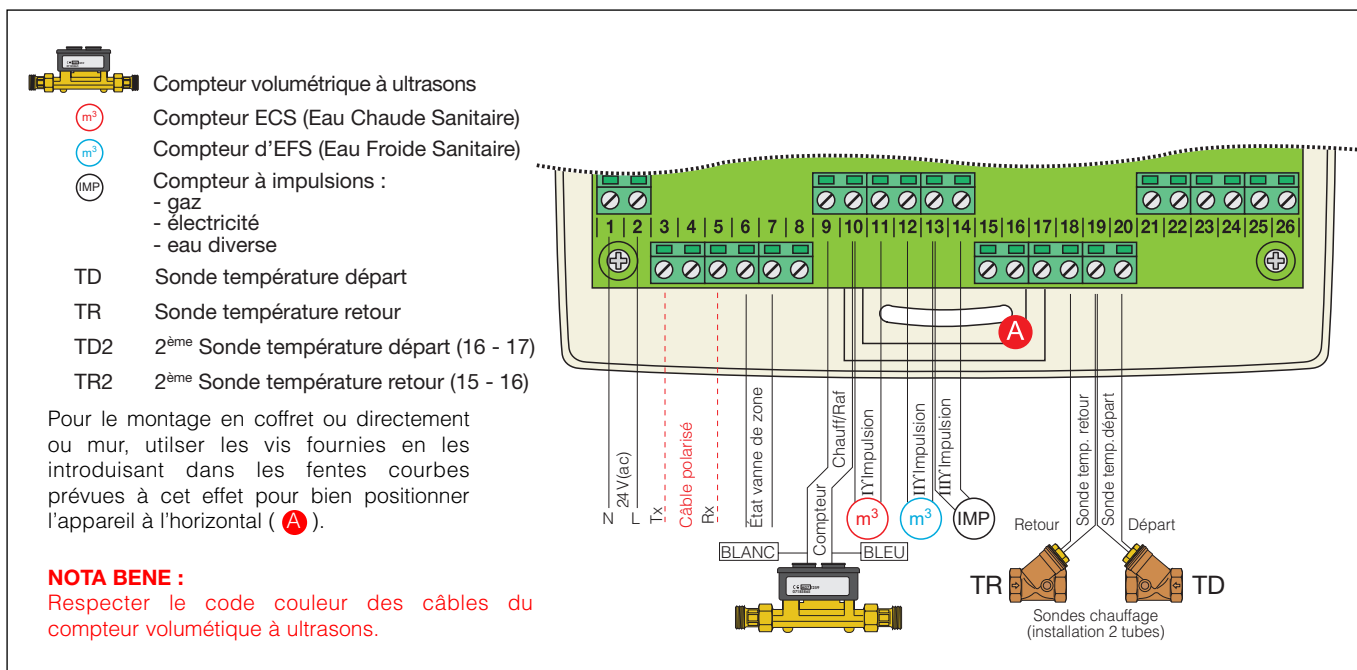 Compteur volumétrique à ultrasons
m³ Compteur ECS (Eau Chaude Sanitaire)
m³ Compteur d'EFS (Eau Froide Sanitaire)
IMP Compteur à impulsions :
- gaz
- électricité
- eau diverse
TD Sonde température départ
TR Sonde température retour
TD2 2ème Sonde température départ (16 - 17)
TR2 2ème Sonde température retour (15 - 16)
Pour le montage en coffret ou directement
ou mur, utilser les vis fournies en les
introduisant dans les fentes courbes
prévues à cet effet pour bien positionner
l'appareil à l'horizontal ( A ).
NOTA BENE :
Respecter le code couleur des câbles du
compteur volumétique à ultrasons.
1 2 3 4 5 6 7 8 9 10 11 12 13 14 15 16 17 18 19 20 21 22 23 24 25 26
A
N
24 V(ac)
L
Tx
Câble polarisé
Rx
État vanne de zone
Compteur
Chauff/Raf
IϒImpulsion
IIϒImpulsion
IIIϒImpulsion
Sonde temp. retour
Sonde temp.départ
m³
m³
IMP
Retour
Départ
BLANC
BLEU
TR
TD
Sondes chauffage
(installation 2 tubes)